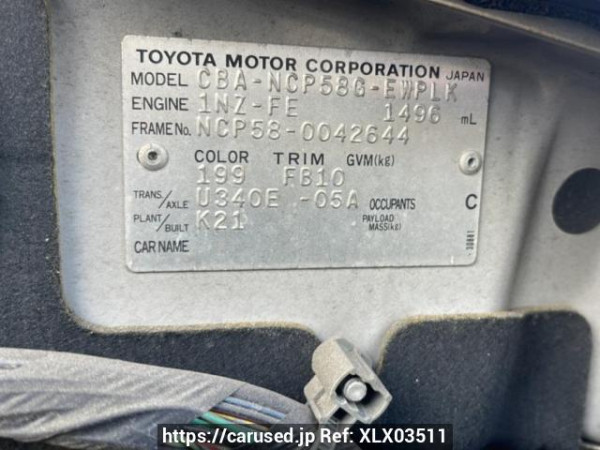 TOYOTA MOTOR CORPORATION JAPAN
MODEL CBA-NCP58G-EWPLK
ENGINE 1NZ-FE 1496 mL
FRAME No. NCP58-0042644
COLOR TRIM GVM(kg)
199 FB10
TRANS./AXLE U340E -05A OCCUPANTS C
PLANT/BUILT K21 PAYLOAD MASS(kg)
CAR NAME
https://carused.jp Ref: XLX03511